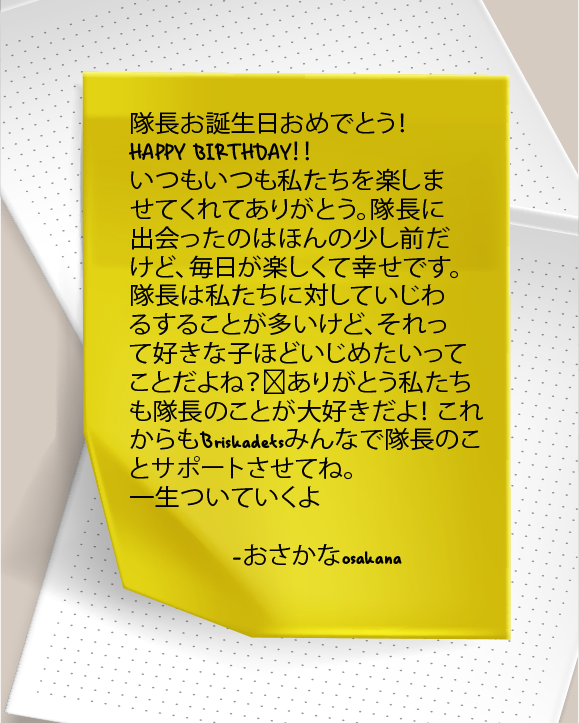 隊長お誕生日おめでとう！
HAPPY BIRTHDAY!!
いつもいつも私たちを楽しま
せてくれてありがとう。隊長に
出会ったのはほんの少し前だ
けど、毎日が楽しくて幸せです。
隊長は私たちに対していじわ
るすることが多いけど、それっ
て好きな子ほどいじめたいって
ことだよね？ありがとう私たち
も隊長のことが大好きだよ！ これ
からもBriskadetsみんなで隊長のこ
とサポートさせてね。
一生ついていくよ
-おさかなosakana